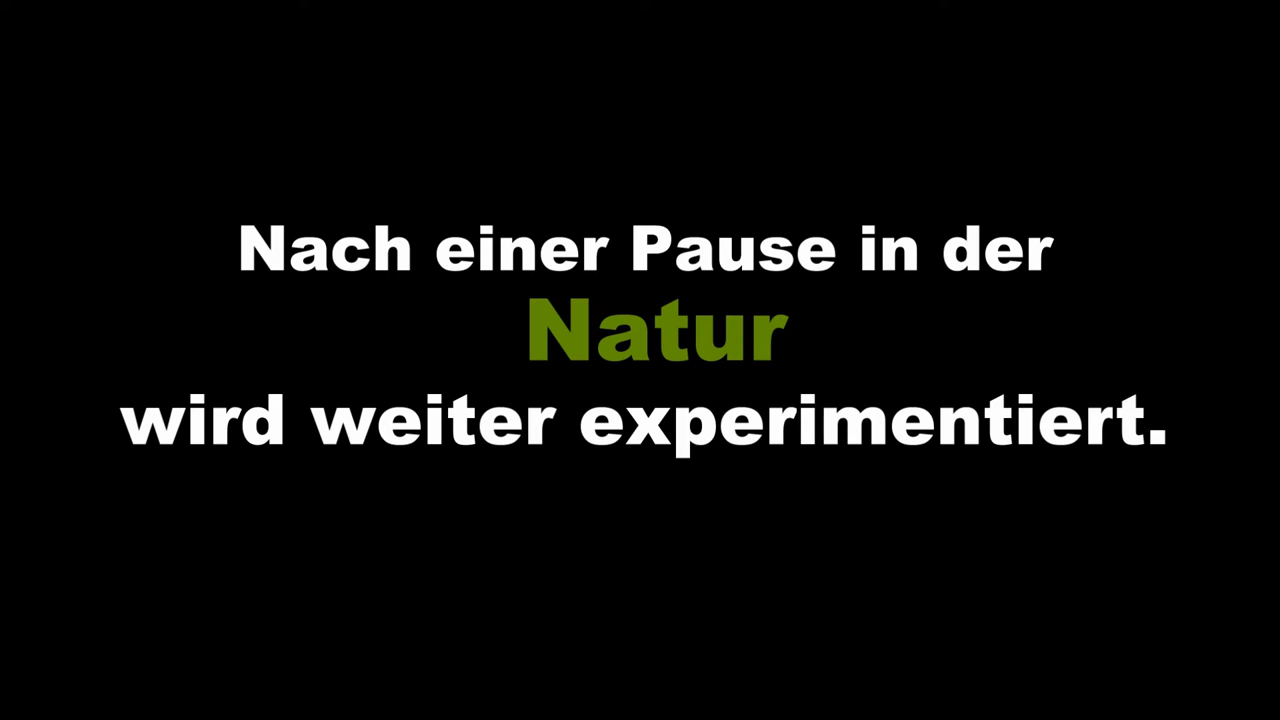 Nach einer Pause in der
Natur
wird weiter experimentiert.